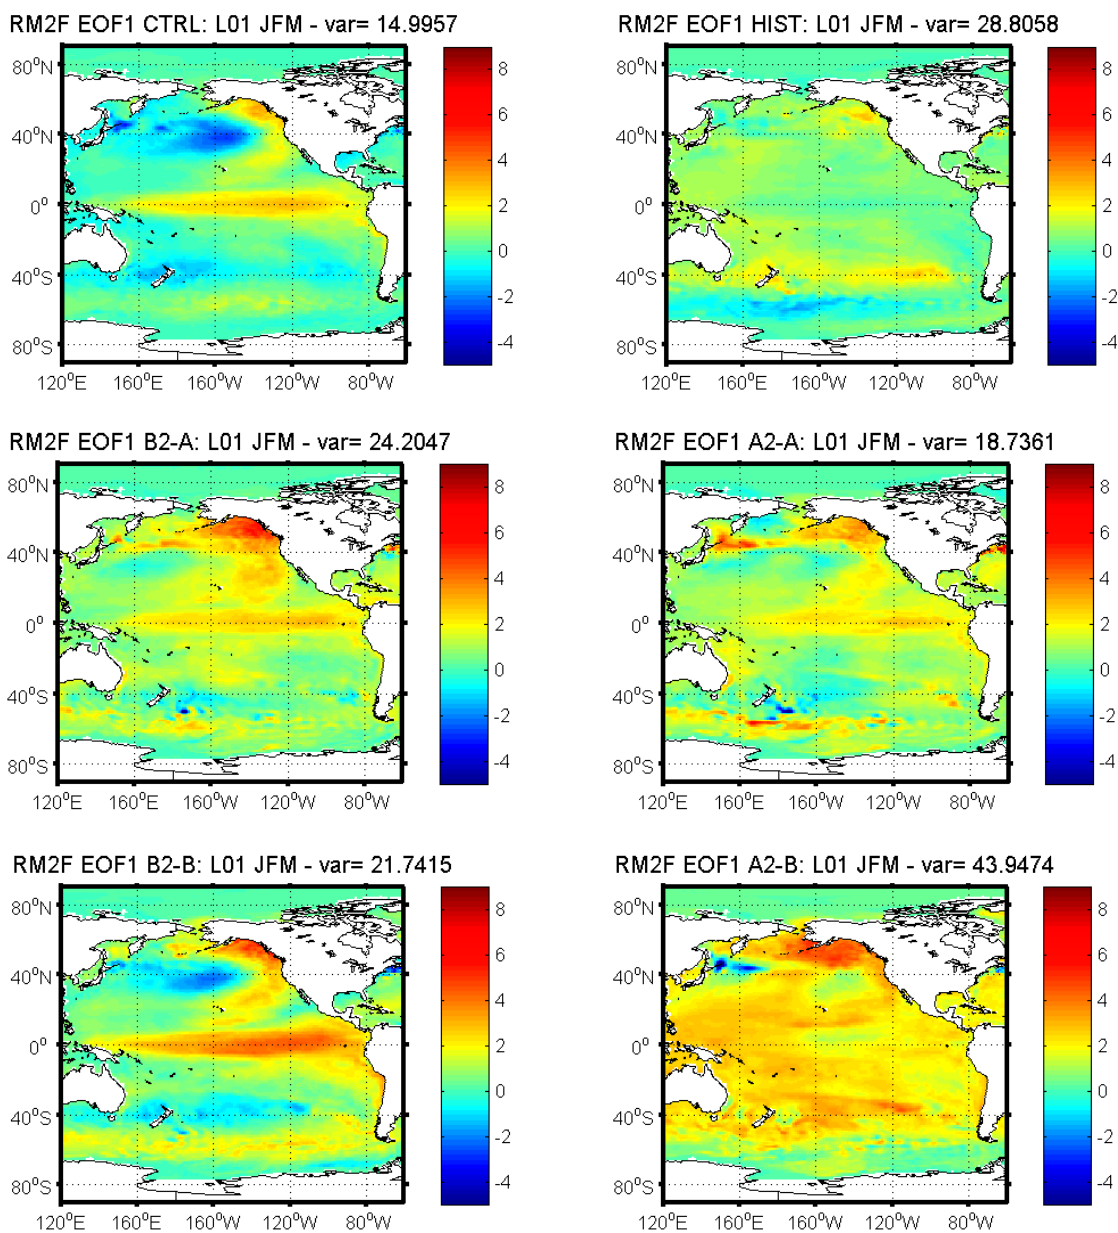 RM2F EOF1 CTRL: L01 JFM - var= 14.9957
RM2F EOF1 HIST: L01 JFM - var= 28.8058
80°N
40°N
0°
40°S
80°S
120°E 160°E 160°W 120°W 80°W
8
6
4
2
0
-2
-4
80°N
40°N
0°
40°S
80°S
120°E 160°E 160°W 120°W 80°W
8
6
4
2
0
-2
-4
RM2F EOF1 B2-A: L01 JFM - var= 24.2047
RM2F EOF1 A2-A: L01 JFM - var= 18.7361
80°N
40°N
0°
40°S
80°S
120°E 160°E 160°W 120°W 80°W
8
6
4
2
0
-2
-4
80°N
40°N
0°
40°S
80°S
120°E 160°E 160°W 120°W 80°W
8
6
4
2
0
-2
-4
RM2F EOF1 B2-B: L01 JFM - var= 21.7415
RM2F EOF1 A2-B: L01 JFM - var= 43.9474
80°N
40°N
0°
40°S
80°S
120°E 160°E 160°W 120°W 80°W
8
6
4
2
0
-2
-4
80°N
40°N
0°
40°S
80°S
120°E 160°E 160°W 120°W 80°W
8
6
4
2
0
-2
-4